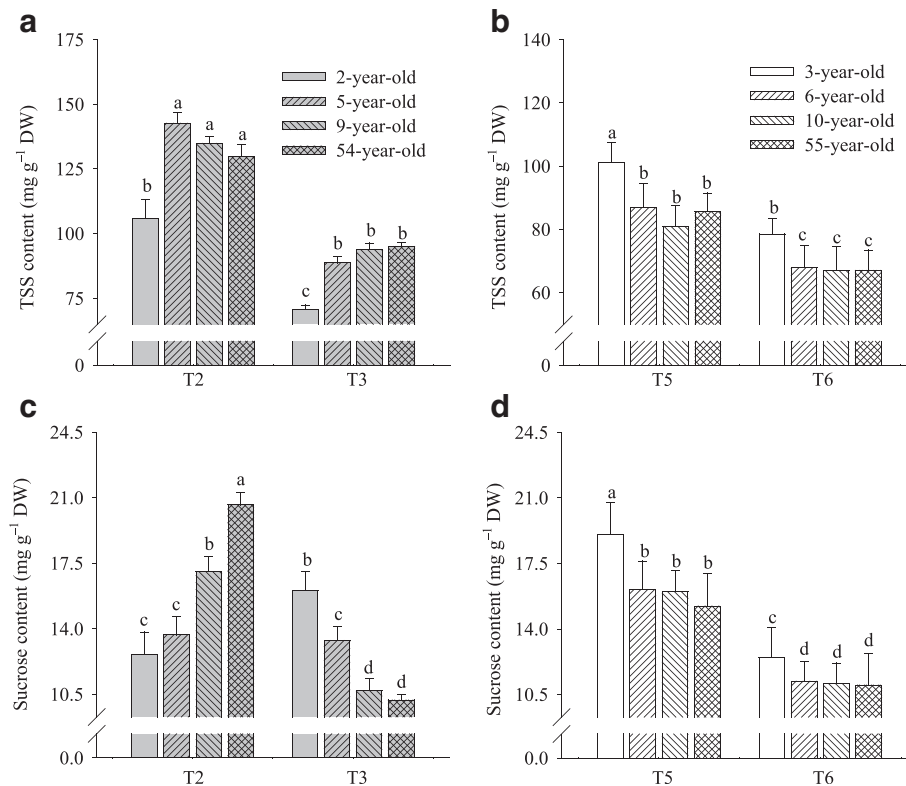 a
175
150
125
100
75
0
TSS content (mg g⁻¹ DW)
2-year-old
5-year-old
9-year-old
54-year-old
b
a
a
a
c
b
b
b
T2
T3
b
140
120
100
80
60
0
TSS content (mg g⁻¹ DW)
3-year-old
6-year-old
10-year-old
55-year-old
a
b
b
b
b
c
c
c
T5
T6
c
24.5
21.0
17.5
14.0
10.5
0.0
Sucrose content (mg g⁻¹ DW)
c
c
b
a
b
c
d
d
T2
T3
d
24.5
21.0
17.5
14.0
10.5
0.0
Sucrose content (mg g⁻¹ DW)
a
b
b
b
c
d
d
d
T5
T6